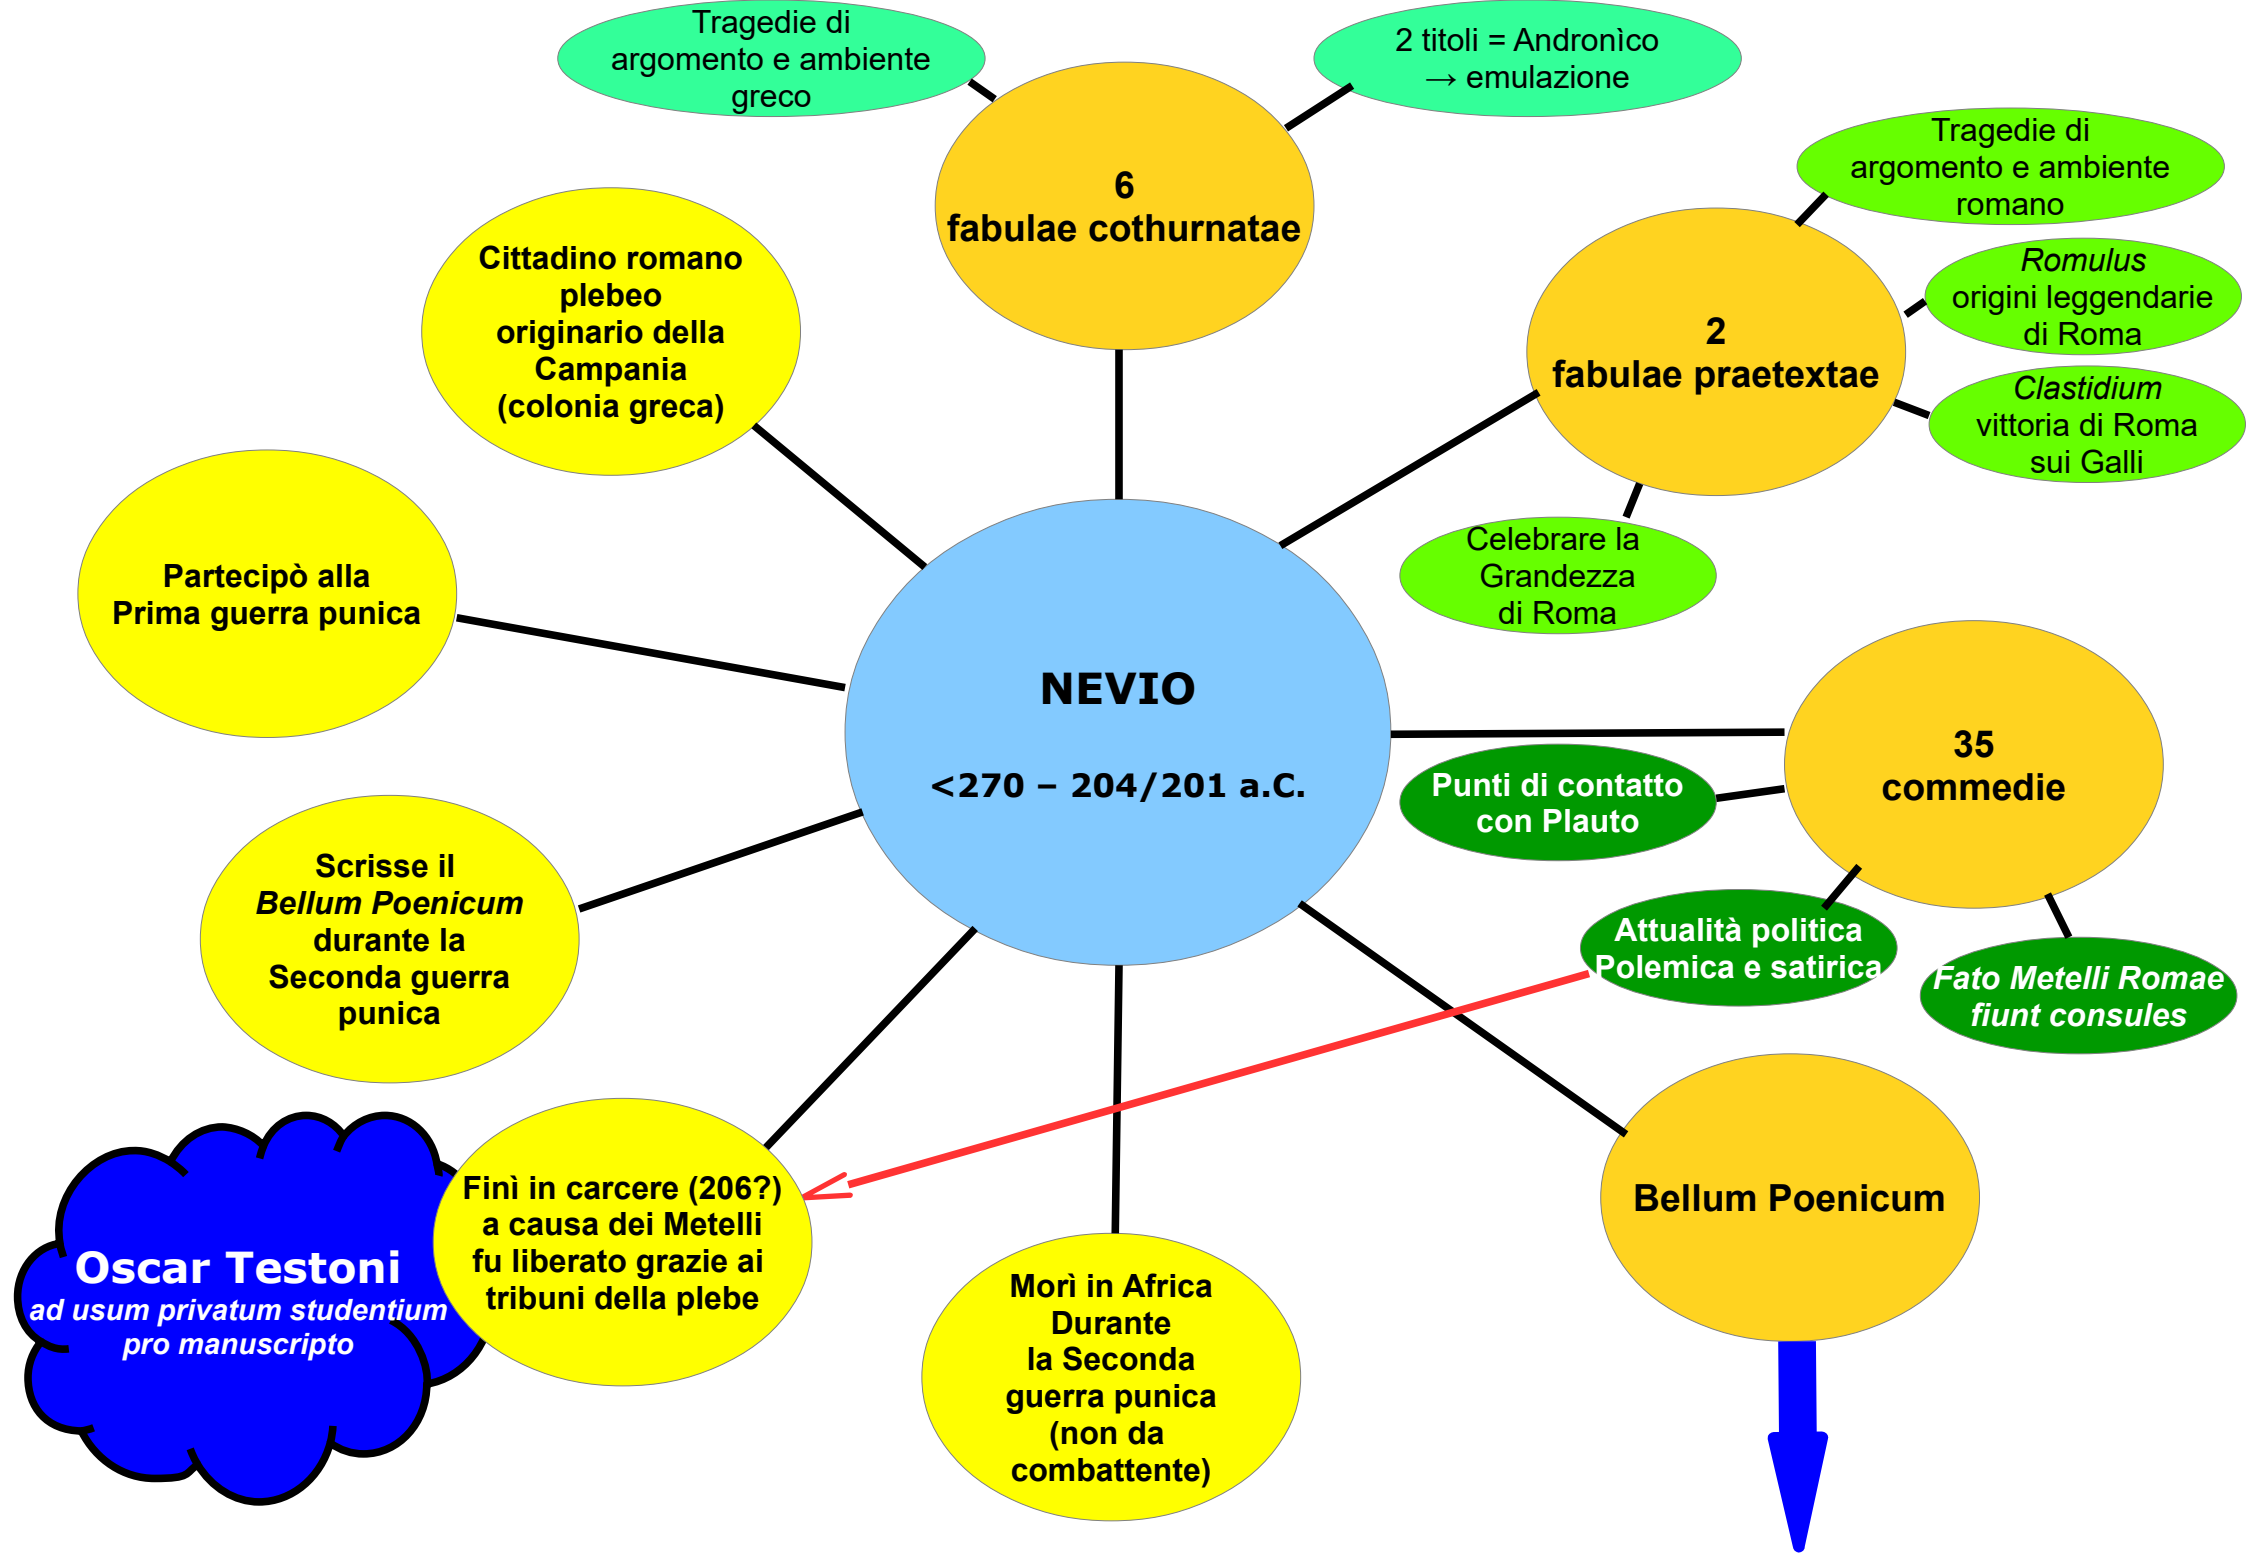 Tragedie di
argomento e ambiente
greco
2 titoli = Andronìco
→ emulazione
6
fabulae cothurnatae
Tragedie di
argomento e ambiente
romano
Romulus
origini leggendarie
di Roma
Clastidium
vittoria di Roma
sui Galli
2
fabulae praetextae
Celebrare la
Grandezza
di Roma
Cittadino romano
plebeo
originario della
Campania
(colonia greca)
Partecipò alla
Prima guerra punica
NEVIO
<270 – 204/201 a.C.
35
commedie
Punti di contatto
con Plauto
Attualità politica
Polemica e satirica
Fato Metelli Romae
fiunt consules
Scrisse il
Bellum Poenicum
durante la
Seconda guerra
punica
Finì in carcere (206?)
a causa dei Metelli
fu liberato grazie ai
tribuni della plebe
Morì in Africa
Durante
la Seconda
guerra punica
(non da
combattente)
Bellum Poenicum
Oscar Testoni
ad usum privatum studentium
pro manuscripto